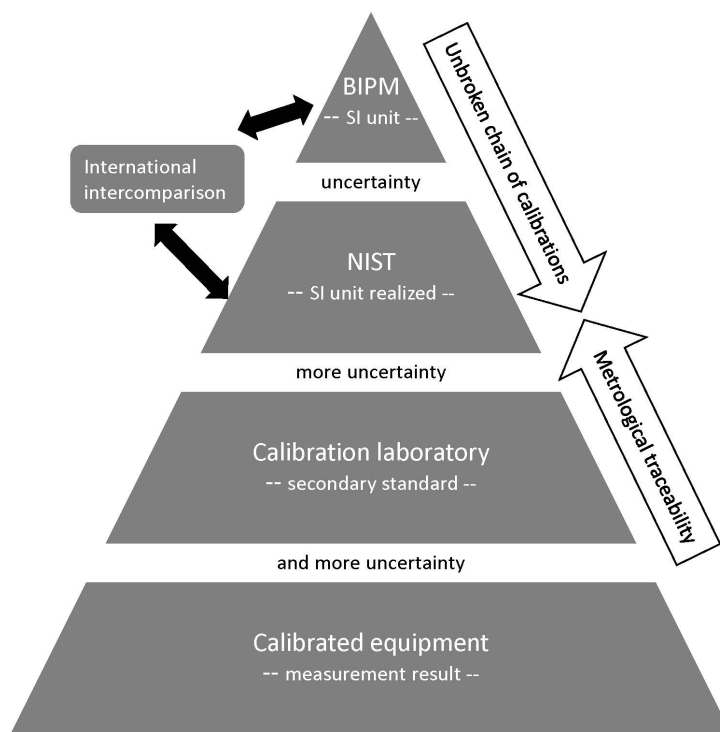 BIPM
-- SI unit --
International
intercomparison
uncertainty
NIST
-- SI unit realized --
more uncertainty
Calibration laboratory
-- secondary standard --
and more uncertainty
Calibrated equipment
-- measurement result --
Unbroken chain of calibrations
Metrological traceability